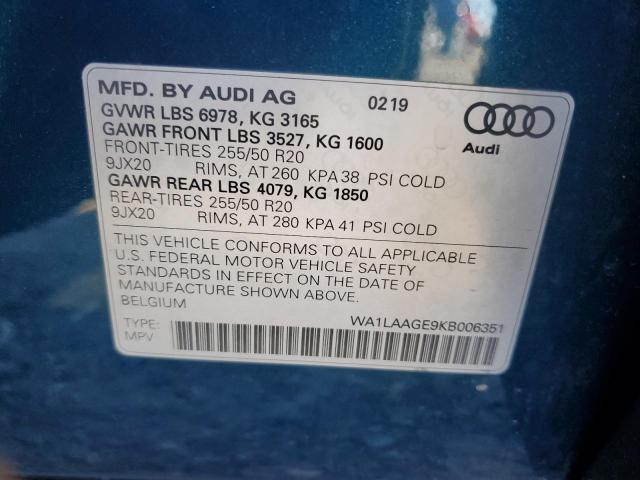 MFD. BY AUDI AG 0219
GVWR LBS 6978, KG 3165
GAWR FRONT LBS 3527, KG 1600
FRONT-TIRES 255/50 R20
9JX20 RIMS, AT 260 KPA 38 PSI COLD
GAWR REAR LBS 4079, KG 1850
REAR-TIRES 255/50 R20
9JX20 RIMS, AT 280 KPA 41 PSI COLD
Audi
THIS VEHICLE CONFORMS TO ALL APPLICABLE
U.S. FEDERAL MOTOR VEHICLE SAFETY
STANDARDS IN EFFECT ON THE DATE OF
MANUFACTURE SHOWN ABOVE.
BELGIUM
WA1LAAGE9KB006351
TYPE:
MPV